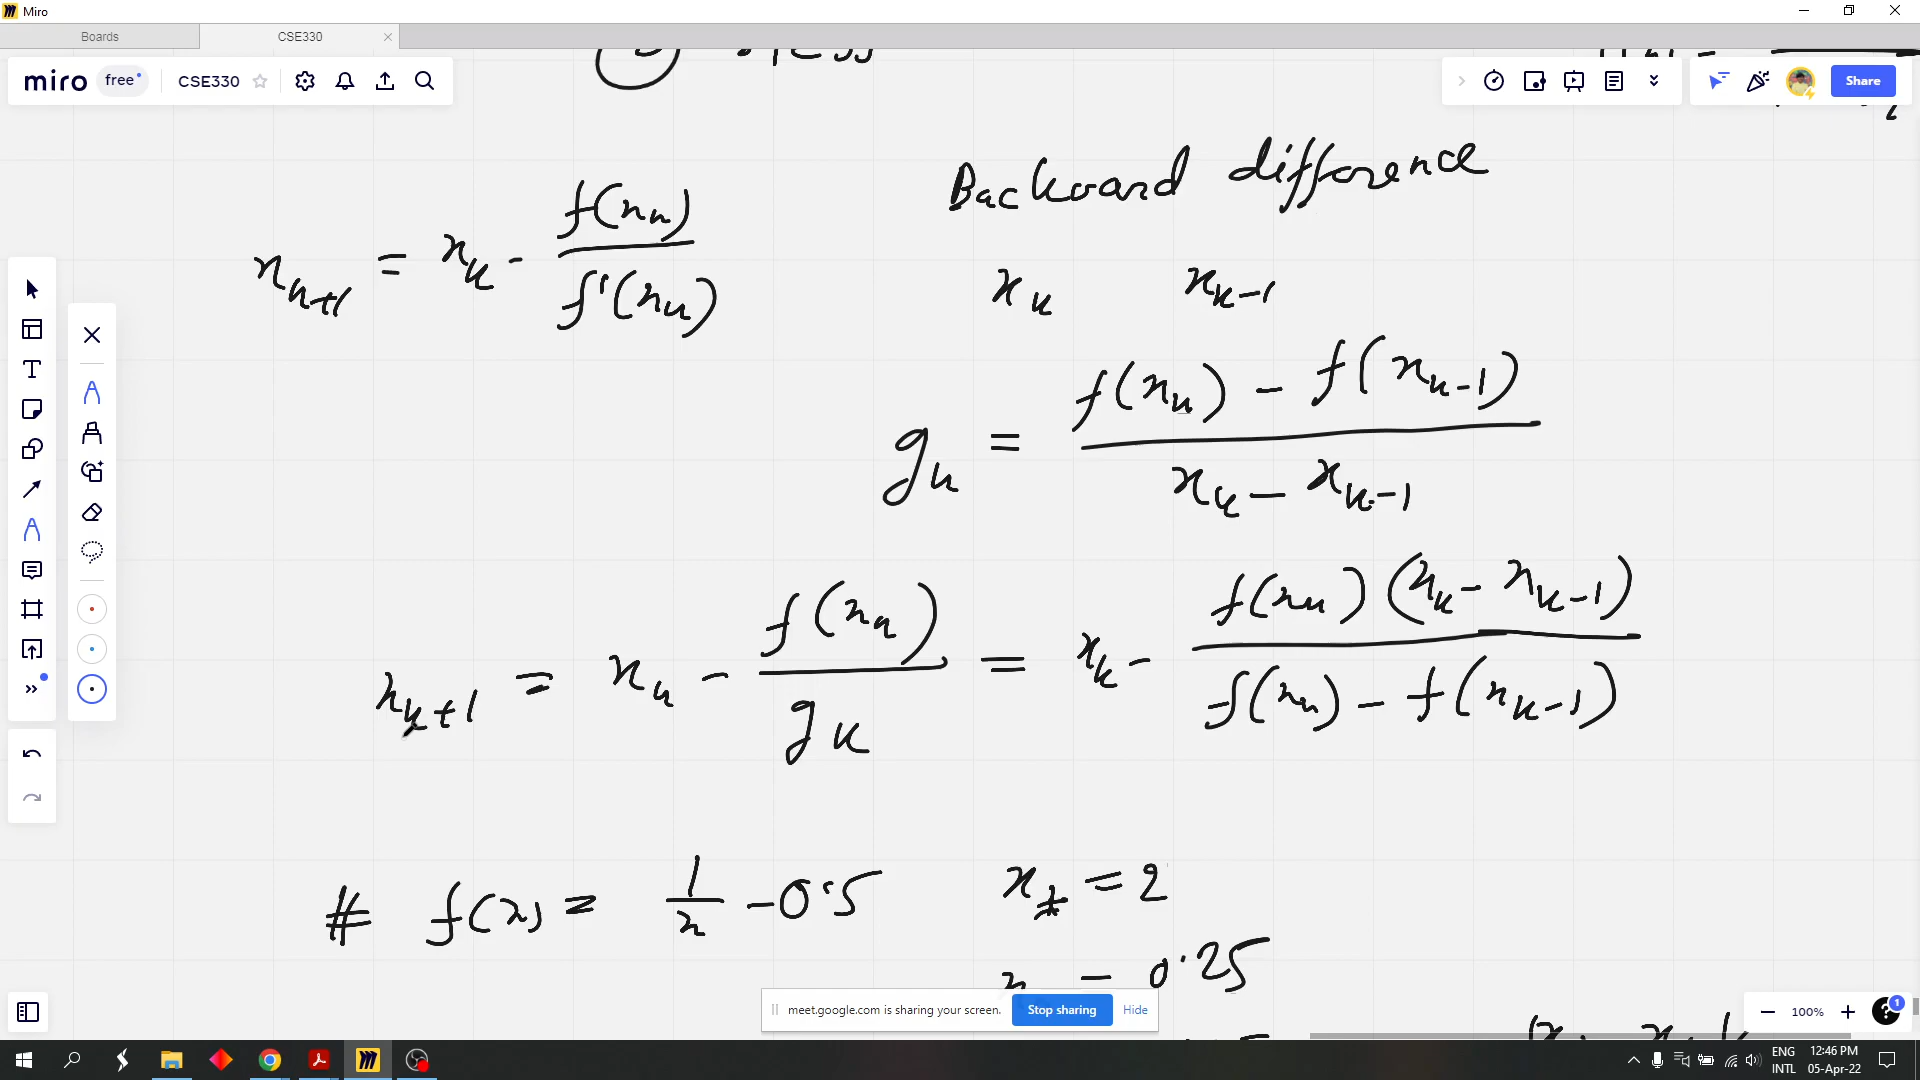 Miro
Boards
CSE330
miro
free
CSE330
Share
Backward difference
x_{k+1} = x_k - f(x_k) / f'(x_k)
x_k x_{k-1}
g_k = f(x_k) - f(x_{k-1}) / x_k - x_{k-1}
x_{k+1} = x_k - f(x_k) / g_k = x_k - f(x_k)(x_k - x_{k-1}) / f(x_k) - f(x_{k-1})
# f(x) = 1/x - 0.5 x_* = 2
= 0.25
meet.google.com is sharing your screen.
Stop sharing
Hide
100%
1
ENG
INTL
12:46 PM
05-Apr-22